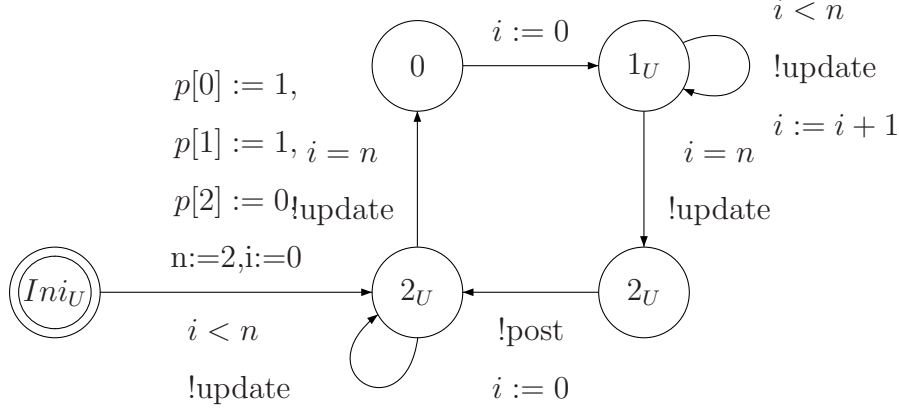 i < n
i := 0
0
1_U
!update
p[0] := 1,
i := i + 1
p[1] := 1,
i = n
i = n
p[2] := 0,
!update
!update
n:=2,i:=0
Ini_U
2_U
2_U
i < n
!post
!update
i := 0